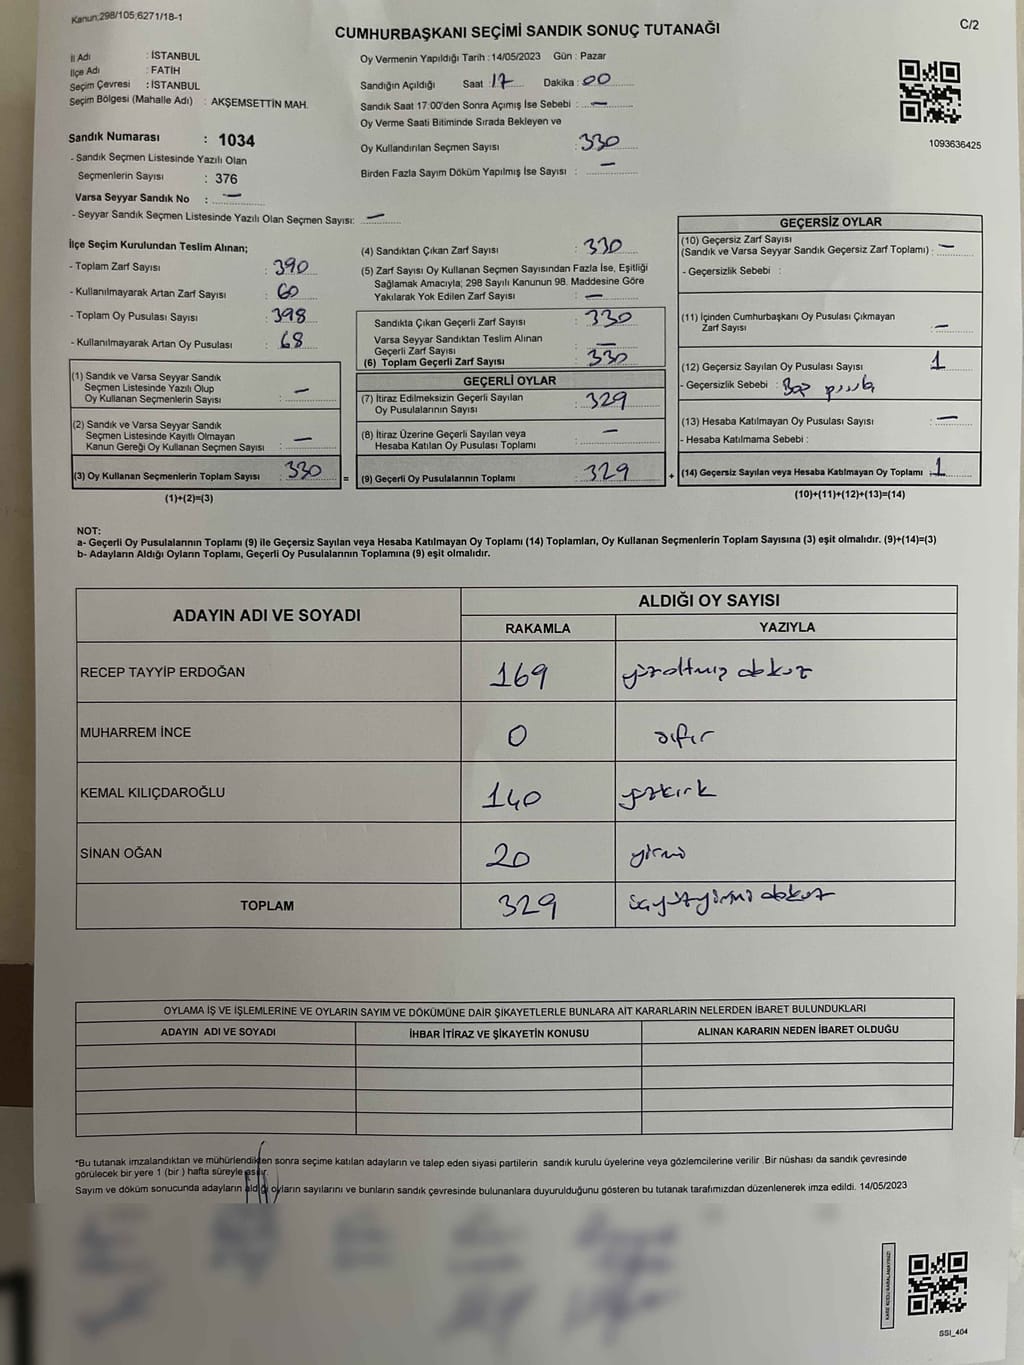 Kanun;298/105;6271/18-1
CUMHURBAŞKANI SEÇİMİ SANDIK SONUÇ TUTANAĞI
C/2
İl Adı : İSTANBUL
İlçe Adı : FATİH
Seçim Çevresi : İSTANBUL
Seçim Bölgesi (Mahalle Adı) : AKŞEMSETTİN MAH.
Sandık Numarası : 1034
- Sandık Seçmen Listesinde Yazılı Olan
Seçmenlerin Sayısı : 376
Varsa Seyyar Sandık No : —
- Seyyar Sandık Seçmen Listesinde Yazılı Olan Seçmen Sayısı: —
Oy Vermenin Yapıldığı Tarih :14/05/2023 Gün : Pazar
Sandığın Açıldığı Saat 17 Dakika : 00
Sandık Saat 17:00'den Sonra Açımış İse Sebebi : —
Oy Verme Saati Bitiminde Sırada Bekleyen ve
Oy Kullandırılan Seçmen Sayısı : 330
Birden Fazla Sayım Döküm Yapılmış İse Sayısı : —
1093636425
İlçe Seçim Kurulundan Teslim Alınan;
- Toplam Zarf Sayısı : 390
- Kullanılmayarak Artan Zarf Sayısı : 60
- Toplam Oy Pusulası Sayısı : 398
- Kullanılmayarak Artan Oy Pusulası : 68
(1) Sandık ve Varsa Seyyar Sandık
Seçmen Listesinde Yazılı Olup
Oy Kullanan Seçmenlerin Sayısı : —
(2) Sandık ve Varsa Seyyar Sandık
Seçmen Listesinde Kayıtlı Olmayan
Kanun Gereği Oy Kullanan Seçmen Sayısı : —
(3) Oy Kullanan Seçmenlerin Toplam Sayısı : 330
(1)+(2)=(3)
=
(4) Sandıktan Çıkan Zarf Sayısı : 330
(5) Zarf Sayısı Oy Kullanan Seçmen Sayısından Fazla İse, Eşitliği
Sağlamak Amacıyla; 298 Sayılı Kanunun 98. Maddesine Göre
Yakılarak Yok Edilen Zarf Sayısı : —
Sandıkta Çıkan Geçerli Zarf Sayısı : 330
Varsa Seyyar Sandıktan Teslim Alınan
Geçerli Zarf Sayısı : —
(6) Toplam Geçerli Zarf Sayısı : 330
GEÇERLİ OYLAR
(7) İtiraz Edilmeksizin Geçerli Sayılan
Oy Pusulalarının Sayısı : 329
(8) İtiraz Üzerine Geçerli Sayılan veya
Hesaba Katılan Oy Pusulası Toplamı : —
(9) Geçerli Oy Pusulalarının Toplamı : 329
+
GEÇERSİZ OYLAR
(10) Geçersiz Zarf Sayısı
(Sandık ve Varsa Seyyar Sandık Geçersiz Zarf Toplamı) : —
- Geçersizlik Sebebi :
(11) İçinden Cumhurbaşkanı Oy Pusulası Çıkmayan
Zarf Sayısı : —
(12) Geçersiz Sayılan Oy Pusulası Sayısı : 1
- Geçersizlik Sebebi :
(13) Hesaba Katılmayan Oy Pusulası Sayısı : —
- Hesaba Katılmama Sebebi :
(14) Geçersiz Sayılan veya Hesaba Katılmayan Oy Toplamı : 1
(10)+(11)+(12)+(13)=(14)
NOT:
a- Geçerli Oy Pusulalarının Toplamı (9) ile Geçersiz Sayılan veya Hesaba Katılmayan Oy Toplamı (14) Toplamları, Oy Kullanan Seçmenlerin Toplam Sayısına (3) eşit olmalıdır. (9)+(14)=(3)
b- Adayların Aldığı Oyların Toplamı, Geçerli Oy Pusulalarının Toplamına (9) eşit olmalıdır.
ADAYIN ADI VE SOYADI
ALDIĞI OY SAYISI
RAKAMLA YAZIYLA
RECEP TAYYİP ERDOĞAN 169 yüzaltmış dokuz
MUHARREM İNCE 0 sıfır
KEMAL KILIÇDAROĞLU 140 yüzkırk
SİNAN OĞAN 20 yirmi
TOPLAM 329 üçyüzyirmi dokuz
OYLAMA İŞ VE İŞLEMLERİNE VE OYLARIN SAYIM VE DÖKÜMÜNE DAİR ŞİKAYETLERLE BUNLARA AİT KARARLARIN NELERDEN İBARET BULUNDUKLARI
ADAYIN ADI VE SOYADI İHBAR İTİRAZ VE ŞİKAYETİN KONUSU ALINAN KARARIN NEDEN İBARET OLDUĞU
*Bu tutanak imzalandıktan ve mühürlendikten sonra seçime katılan adayların ve talep eden siyasi partilerin sandık kurulu üyelerine veya gözlemcilerine verilir .Bir nüshası da sandık çevresinde
görülecek bir yere 1 (bir ) hafta süreyle asılır.
Sayım ve döküm sonucunda adayların aldığı oyların sayılarını ve bunların sandık çevresinde bulunanlara duyurulduğunu gösteren bu tutanak tarafımızdan düzenlenerek imza edildi. 14/05/2023
SSI_404